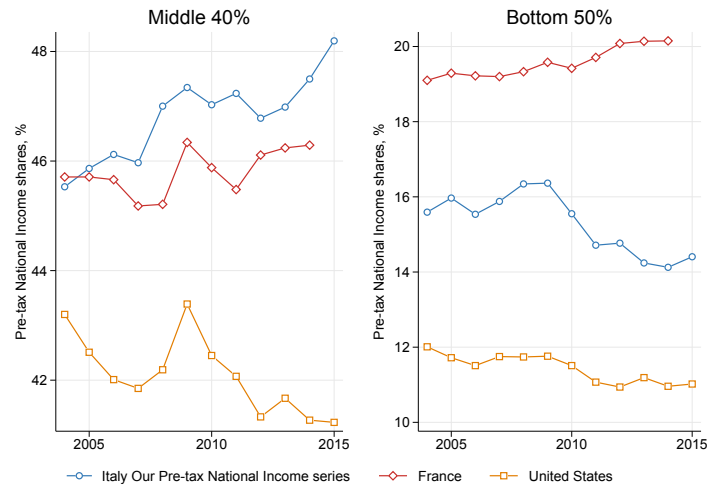 Middle 40%
Bottom 50%
Pre-tax National Income shares, %
48
46
44
42
2005
2010
2015
Pre-tax National Income shares, %
20
18
16
14
12
10
2005
2010
2015
Italy Our Pre-tax National Income series
France
United States